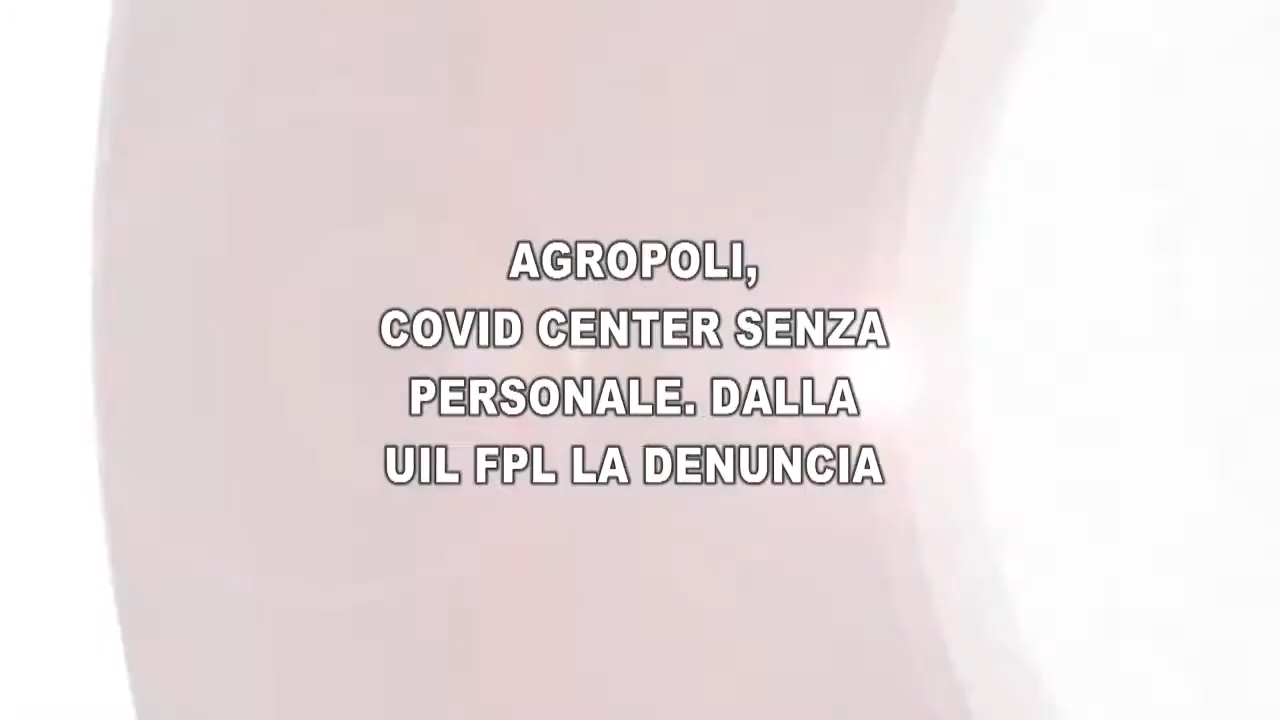 AGROPOLI,
COVID CENTER SENZA
PERSONALE. DALLA
UIL FPL LA DENUNCIA